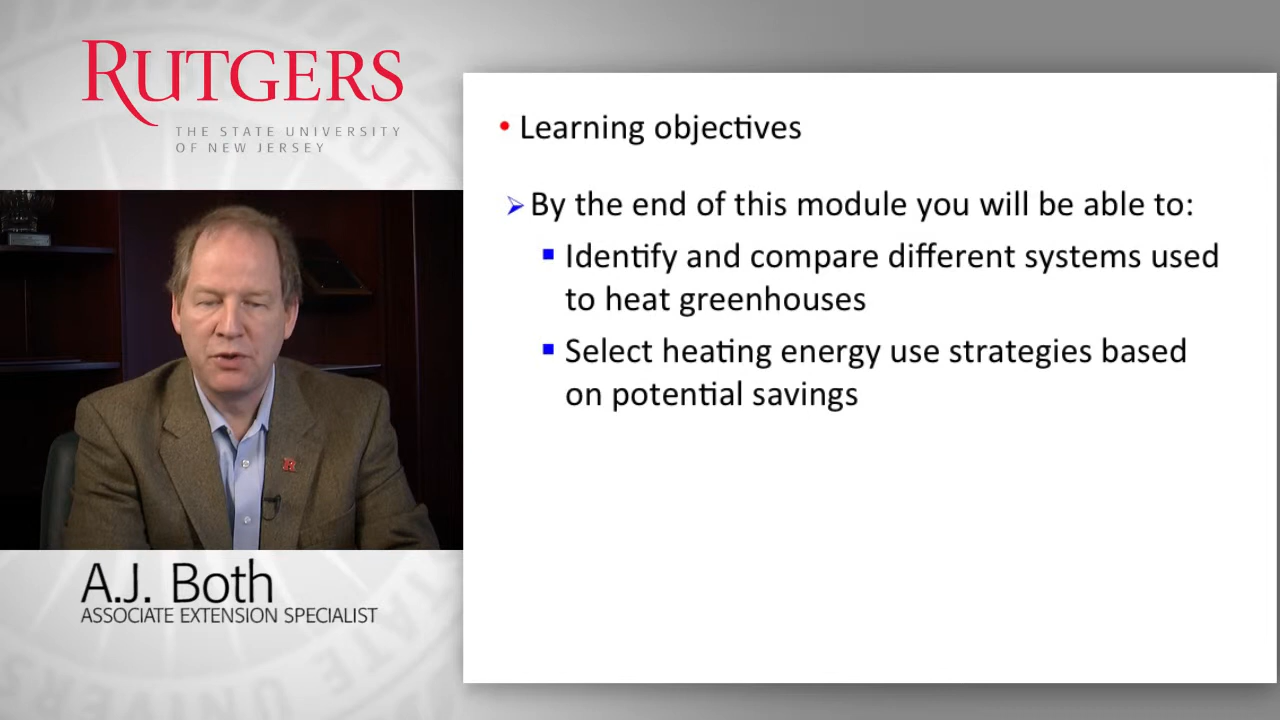 RUTGERS
THE STATE UNIVERSITY
OF NEW JERSEY
• Learning objectives
➢ By the end of this module you will be able to:
▪ Identify and compare different systems used
to heat greenhouses
▪ Select heating energy use strategies based
on potential savings
A.J. Both
ASSOCIATE EXTENSION SPECIALIST